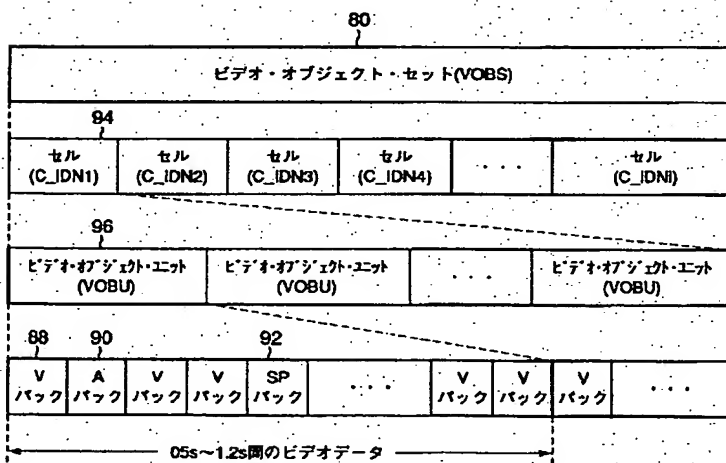 80
ビデオ・オブジェクト・セット(VOBS)
94
セル セル セル セル . . . セル
(C_IDN1) (C_IDN2) (C_IDN3) (C_IDN4) (C_IDNi)
96
ビデオ・オブジェクト・ユニット ビデオ・オブジェクト・ユニット . . . ビデオ・オブジェクト・ユニット
(VOBU) (VOBU) (VOBU)
88 90 92
V A V V SP . . . V V V . . .
パック パック パック パック パック パック パック パック
05s～1.2s間のビデオデータ